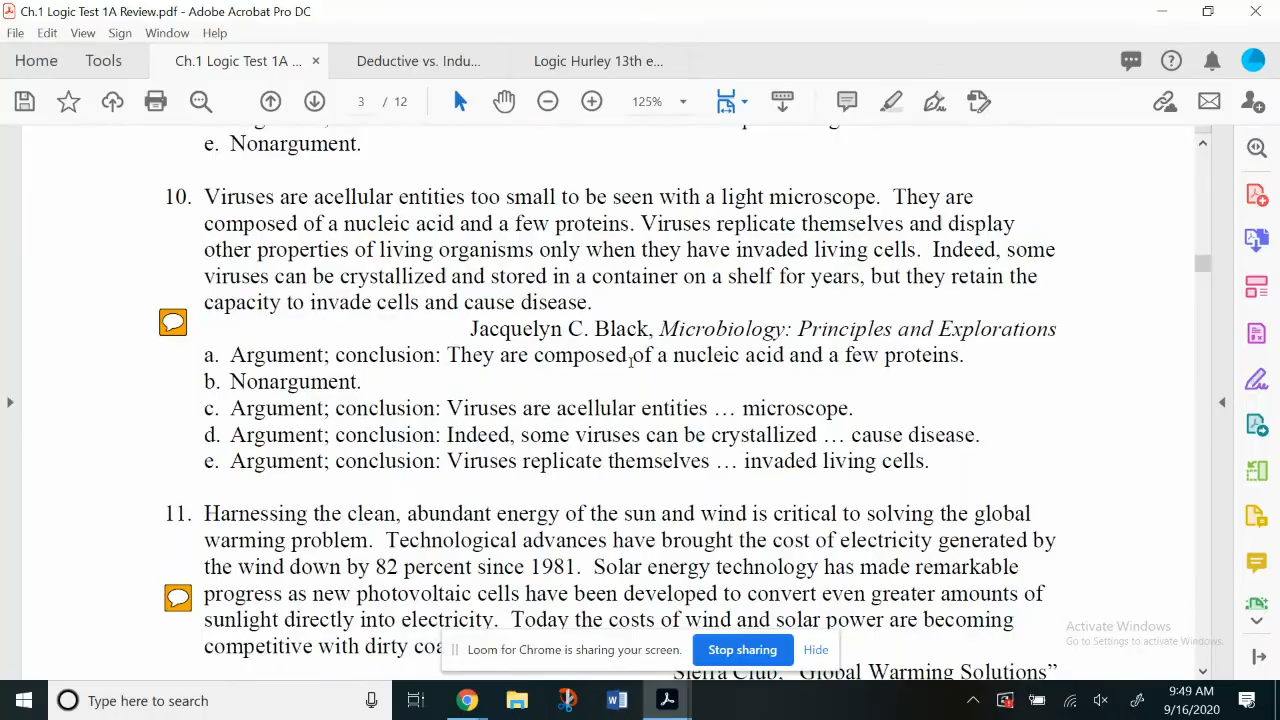 Ch.1 Logic Test 1A Review.pdf - Adobe Acrobat Pro DC
File Edit View Sign Window Help
Home Tools Ch.1 Logic Test 1A ... × Deductive vs. Indu... Logic Hurley 13th e...
3 / 12 125%
e. Nonargument.
10. Viruses are acellular entities too small to be seen with a light microscope. They are
composed of a nucleic acid and a few proteins. Viruses replicate themselves and display
other properties of living organisms only when they have invaded living cells. Indeed, some
viruses can be crystallized and stored in a container on a shelf for years, but they retain the
capacity to invade cells and cause disease.
Jacquelyn C. Black, Microbiology: Principles and Explorations
a. Argument; conclusion: They are composed of a nucleic acid and a few proteins.
b. Nonargument.
c. Argument; conclusion: Viruses are acellular entities … microscope.
d. Argument; conclusion: Indeed, some viruses can be crystallized … cause disease.
e. Argument; conclusion: Viruses replicate themselves … invaded living cells.
11. Harnessing the clean, abundant energy of the sun and wind is critical to solving the global
warming problem. Technological advances have brought the cost of electricity generated by
the wind down by 82 percent since 1981. Solar energy technology has made remarkable
progress as new photovoltaic cells have been developed to convert even greater amounts of
sunlight directly into electricity. Today the costs of wind and solar power are becoming
competitive with dirty
Sierra Club, "Global Warming Solutions"
Activate Windows
Go to Settings to activate Windows.
Loom for Chrome is sharing your screen. Stop sharing Hide
Type here to search
9:49 AM
9/16/2020